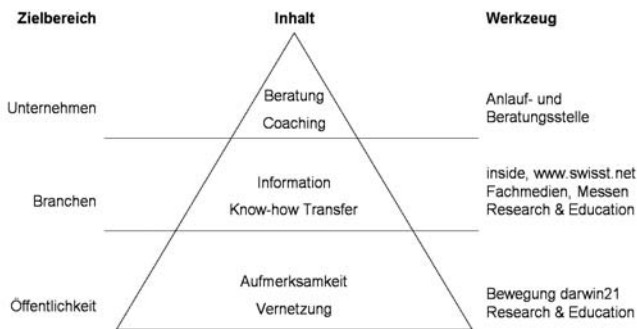 Zielbereich Inhalt Werkzeug
Unternehmen
Beratung
Coaching
Anlauf- und
Beratungsstelle
Branchen
Information
Know-how Transfer
inside, www.swisst.net
Fachmedien, Messen
Research & Education
Öffentlichkeit
Aufmerksamkeit
Vernetzung
Bewegung darwin21
Research & Education